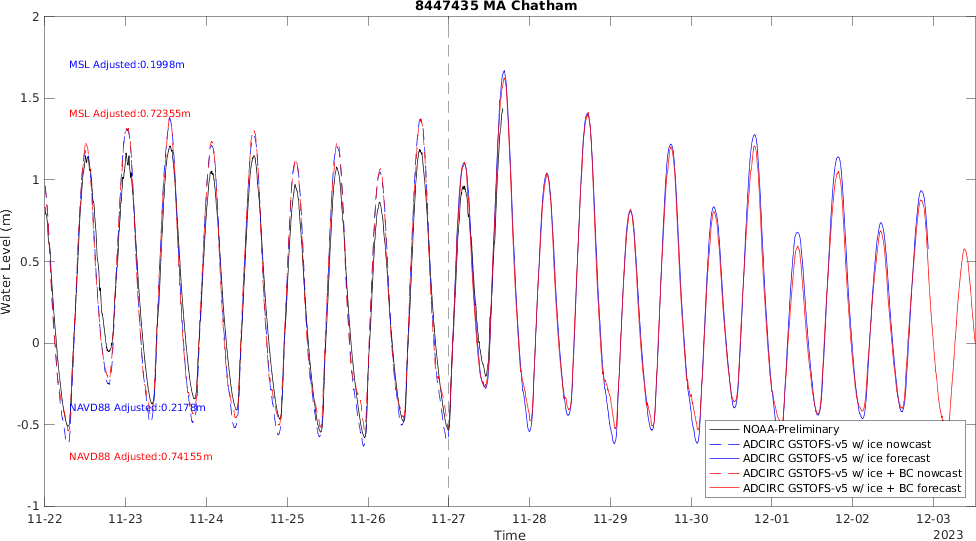 8447435 MA Chatham
2
1.5
1
0.5
0
-0.5
-1
Water Level (m)
MSL Adjusted:0.1998m
MSL Adjusted:0.72355m
NAVD88 Adjusted:0.2178m
NAVD88 Adjusted:0.74155m
NOAA-Preliminary
ADCIRC GSTOFS-v5 w/ ice nowcast
ADCIRC GSTOFS-v5 w/ ice forecast
ADCIRC GSTOFS-v5 w/ ice + BC nowcast
ADCIRC GSTOFS-v5 w/ ice + BC forecast
11-22 11-23 11-24 11-25 11-26 11-27 11-28 11-29 11-30 12-01 12-02 12-03
Time
2023